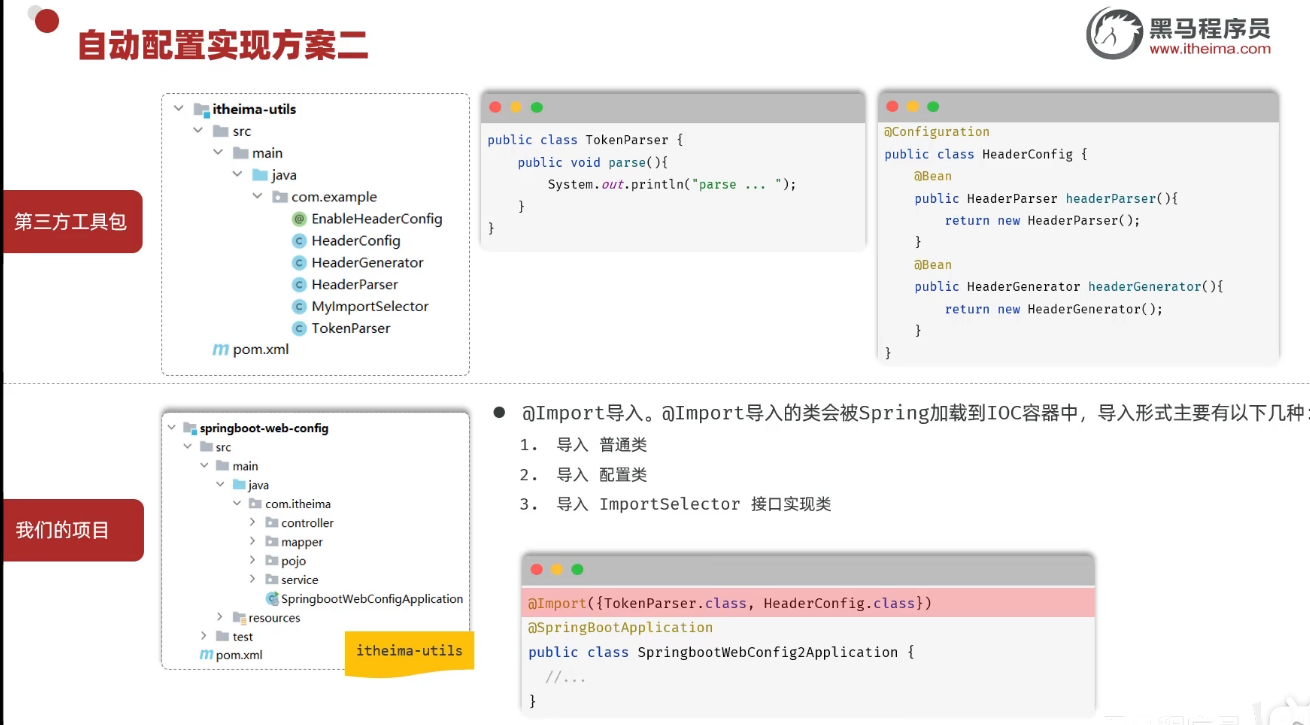 自动配置实现方案二
黑马程序员
www.itheima.com
第三方工具包
itheima-utils
src
main
java
com.example
EnableHeaderConfig
HeaderConfig
HeaderGenerator
HeaderParser
MyImportSelector
TokenParser
pom.xml
public class TokenParser {
public void parse(){
System.out.println("parse ... ");
}
}
@Configuration
public class HeaderConfig {
@Bean
public HeaderParser headerParser(){
return new HeaderParser();
}
@Bean
public HeaderGenerator headerGenerator(){
return new HeaderGenerator();
}
}
我们的项目
springboot-web-config
src
main
java
com.itheima
controller
mapper
pojo
service
SpringbootWebConfigApplication
resources
test
pom.xml
itheima-utils
● @Import导入。@Import导入的类会被Spring加载到IOC容器中，导入形式主要有以下几种：
1. 导入 普通类
2. 导入 配置类
3. 导入 ImportSelector 接口实现类
@Import({TokenParser.class, HeaderConfig.class})
@SpringBootApplication
public class SpringbootWebConfig2Application {
//...
}